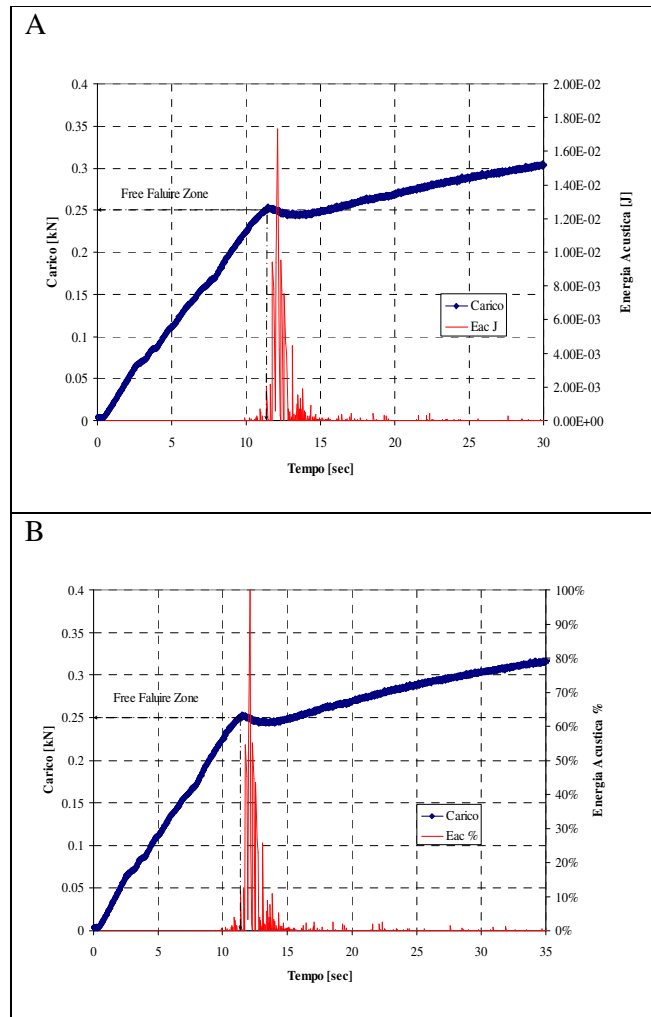 A
0.4
0.35
0.3
0.25
0.2
0.15
0.1
0.05
0
Carico [kN]
Free Faluire Zone
2.00E-02
1.80E-02
1.60E-02
1.40E-02
1.20E-02
1.00E-02
8.00E-03
6.00E-03
4.00E-03
2.00E-03
0.00E+00
Energia Acustica [J]
Carico
Eac J
0 5 10 15 20 25 30
Tempo [sec]
B
0.4
0.35
0.3
0.25
0.2
0.15
0.1
0.05
0
Carico [kN]
Free Faluire Zone
100%
90%
80%
70%
60%
50%
40%
30%
20%
10%
0%
Energia Acustica %
Carico
Eac %
0 5 10 15 20 25 30 35
Tempo [sec]